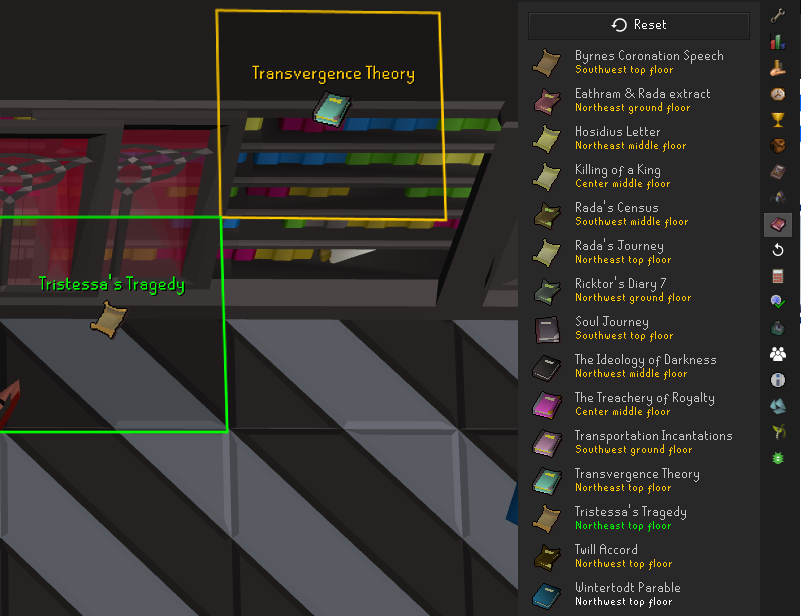 Transvergence Theory
Tristessa's Tragedy
Reset
Byrnes Coronation Speech
Southwest top floor
Eathram & Rada extract
Northeast ground floor
Hosidius Letter
Northeast middle floor
Killing of a King
Center middle floor
Rada's Census
Southwest middle floor
Rada's Journey
Northeast top floor
Ricktor's Diary 7
Northwest ground floor
Soul Journey
Southwest top floor
The Ideology of Darkness
Northwest middle floor
The Treachery of Royalty
Center middle floor
Transportation Incantations
Southwest ground floor
Transvergence Theory
Northeast top floor
Tristessa's Tragedy
Northeast top floor
Twill Accord
Northwest top floor
Wintertodt Parable
Northwest top floor